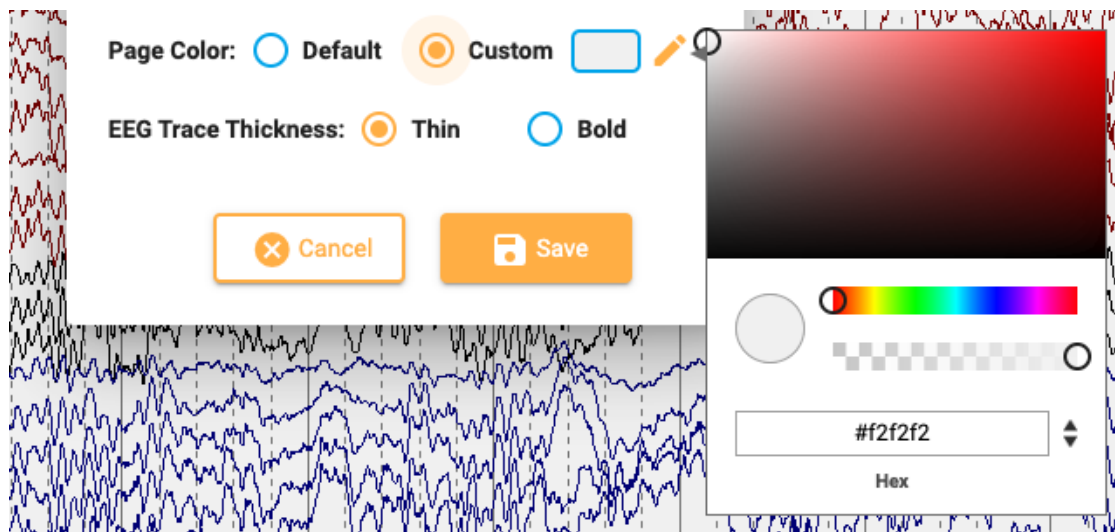 Page Color: Default Custom
EEG Trace Thickness: Thin Bold
Cancel Save
#f2f2f2
Hex